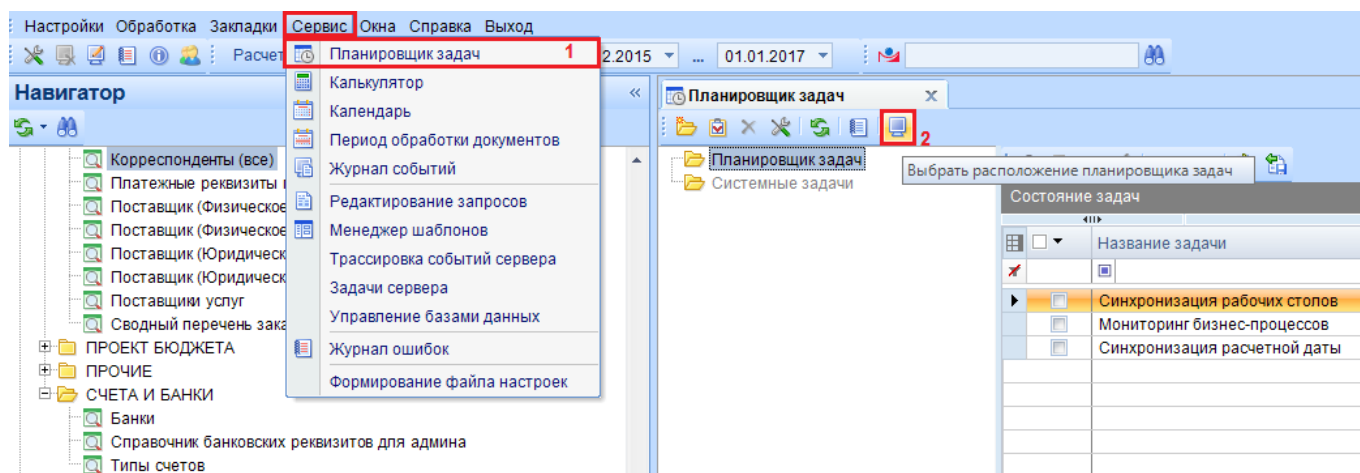 Настройки Обработка Закладки Сервис Окна Справка Выход
Расчет
2.2015 ... 01.01.2017
Планировщик задач 1
Калькулятор
Календарь
Период обработки документов
Журнал событий
Редактирование запросов
Менеджер шаблонов
Трассировка событий сервера
Задачи сервера
Управление базами данных
Журнал ошибок
Формирование файла настроек
Навигатор
Корреспонденты (все)
Платежные реквизиты
Поставщик (Физическое
Поставщик (Физическое
Поставщик (Юридическ
Поставщик (Юридическ
Поставщики услуг
Сводный перечень зака
ПРОЕКТ БЮДЖЕТА
ПРОЧИЕ
СЧЕТА И БАНКИ
Банки
Справочник банковских реквизитов для админа
Типы счетов
Планировщик задач x
2
Планировщик задач
Системные задачи
Выбрать расположение планировщика задач
Состояние задач
Название задачи
Синхронизация рабочих столов
Мониторинг бизнес-процессов
Синхронизация расчетной даты